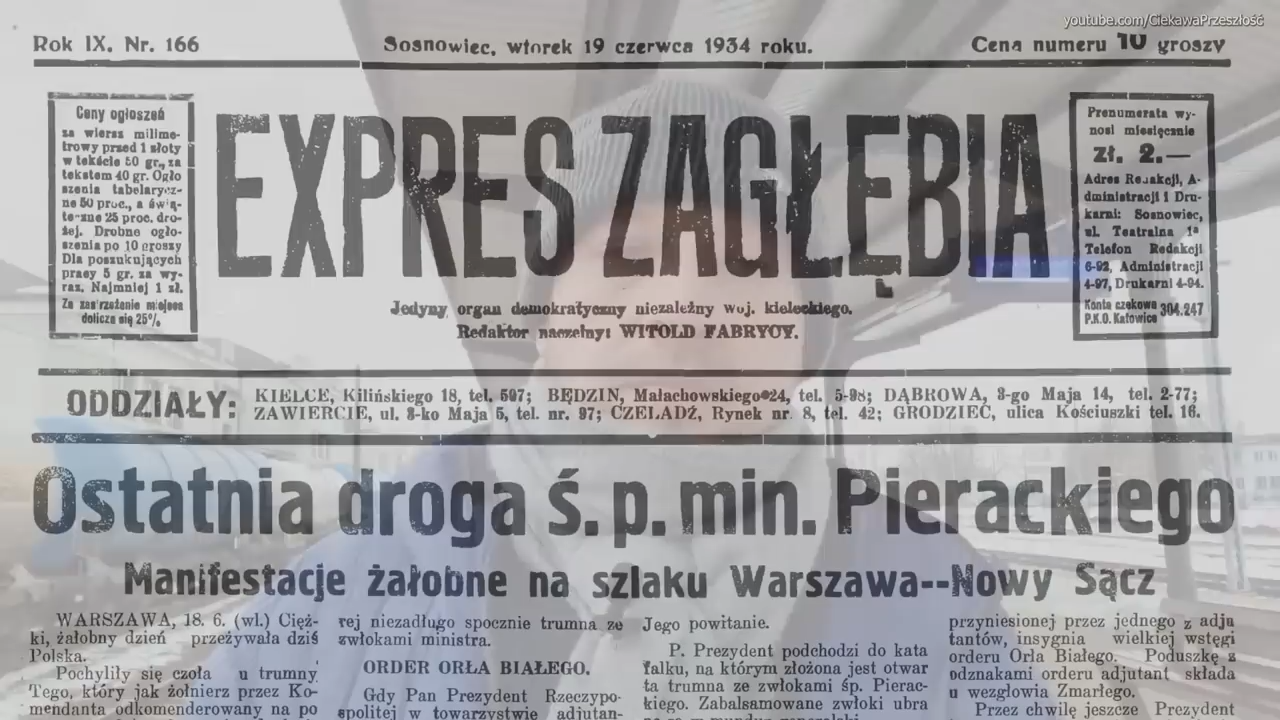 youtube.com/CiekawaPrzeszłość
Rok IX. Nr. 166
Sosnowiec, wtorek 19 czerwca 1934 roku.
Cena numeru 10 groszy
Ceny ogłoszeń
za wiersz milime-
trowy przed 1 złoty
w tekście 50 gr., za
tekstem 40 gr. Ogło
szenia tabelarycz-
ne 50 proc., a świą-
teczne 25 proc. dro-
żej. Drobne ogło-
szenia po 10 groszy
Dla poszukujących
pracy 5 gr. za wy-
raz. Najmniej 1 zł.
Za zastrzeżenie miejsca
dolicza się 25%
EXPRES ZAGŁĘBIA
Jedyny organ demokratyczny niezależny woj. kieleckiego.
Redaktor naczelny: WITOLD FABRYCY.
Prenumerata wy-
nosi miesięcznie
zł. 2.—
Adres Redakcji, A-
dministracji i Dru-
karni: Sosnowiec,
ul. Teatralna 1a
Telefon Redakcji
6-92, Administracji
4-97, Drukarni 4-94.
Konto czekowe
P.K.O. Katowice 304.247
ODDZIAŁY:
KIELCE, Kilińskiego 18, tel. 507; BĘDZIN, Małachowskiego 24, tel. 5-98; DĄBROWA, 3-go Maja 14, tel. 2-77;
ZAWIERCIE, ul. 3-ko Maja 5, tel. nr. 97; CZELADŹ, Rynek nr. 8, tel. 42; GRODZIEC, ulica Kościuszki tel. 16.
Ostatnia droga ś. p. min. Pierackiego
Manifestacje żałobne na szlaku Warszawa--Nowy Sącz
WARSZAWA, 18. 6. (wł.) Cięż-
ki, żałobny dzień przeżywała dziś
Polska.
Pochyliły się czoła u trumny
Tego, który jak żołnierz przez Ko-
mendanta odkomenderowany na po
rej niezadługo spocznie trumna ze
zwłokami ministra.
ORDER ORŁA BIAŁEGO.
Gdy Pan Prezydent Rzeczypo-
spolitej w towarzystwie adjutan-
Jego powitanie.
P. Prezydent podchodzi do kata
falku, na którym złożona jest otwar
ta trumna ze zwłokami śp. Pierac-
kiego. Zabalsamowane zwłoki ubra
przyniesionej przez jednego z adju
tantów, insygnia wielkiej wstęgi
orderu Orła Białego. Poduszkę z
odznakami orderu adjutant składa
u wezgłowia Zmarłego.
Przez chwilę jeszcze Prezydent